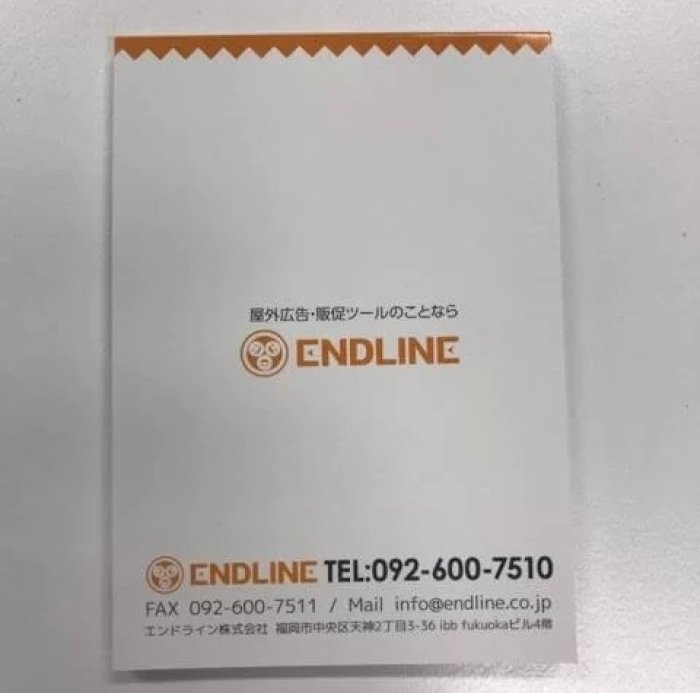 屋外広告・販促ツールのことなら
ENDLINE
ENDLINE TEL:092-600-7510
FAX 092-600-7511 / Mail info@endline.co.jp
エンドライン株式会社 福岡市中央区天神2丁目3-36 ibb fukuokaビル4階